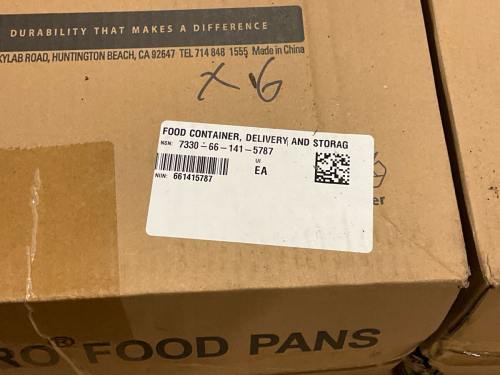 DURABILITY THAT MAKES A DIFFERENCE
KYLAB ROAD, HUNTINGTON BEACH, CA 92647 TEL 714 848 1555 Made in China
X 6
FOOD CONTAINER, DELIVERY AND STORAG
NSN: 7330-66-141-5787
UI
EA
NIIN: 661415787
RO® FOOD PANS